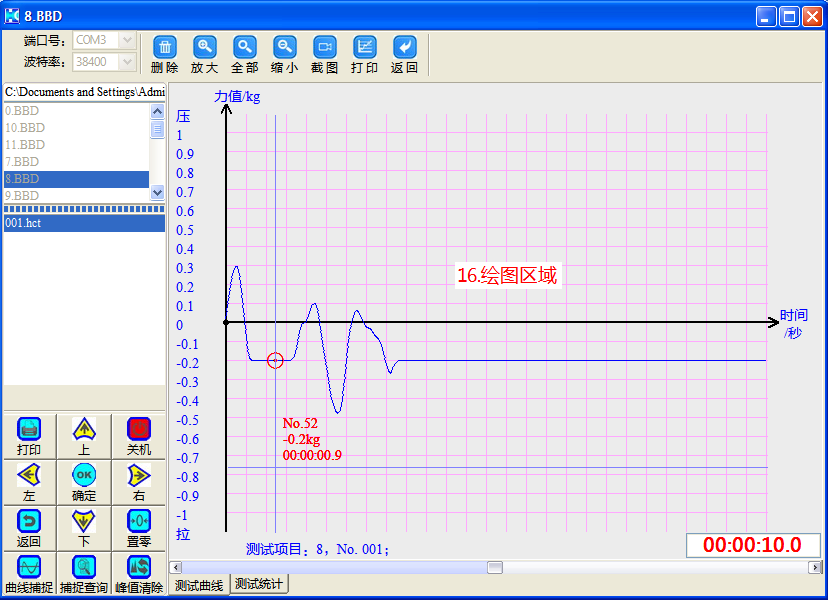 8.BBD
端口号： COM3
波特率： 38400
删 除 放 大 全 部 缩 小 截 图 打 印 返 回
C:\Documents and Settings\Admi
0.BBD
10.BBD
11.BBD
7.BBD
8.BBD
9.BBD
001.hct
打印 上 关机
左 OK 确定 右
返回 下 置零
曲线捕捉 捕捉查询 峰值清除
力值/kg
压
1
0.9
0.8
0.7
0.6
0.5
0.4
0.3
0.2
0.1
0
-0.1
-0.2
-0.3
-0.4
-0.5
-0.6
-0.7
-0.8
-0.9
-1
拉
16.绘图区域
时间
/秒
No.52
-0.2kg
00:00:00.9
测试项目：8，No. 001；
00:00:10.0
测试曲线 测试统计